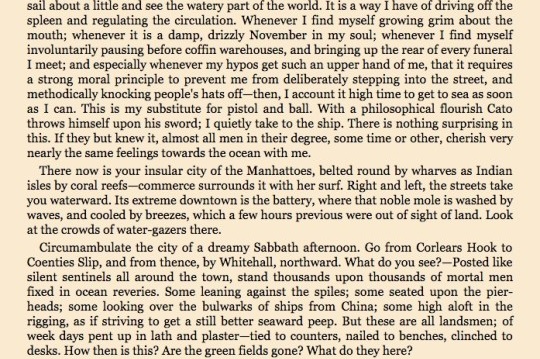 sail about a little and see the watery part of the world. It is a way I have of driving off the
spleen and regulating the circulation. Whenever I find myself growing grim about the
mouth; whenever it is a damp, drizzly November in my soul; whenever I find myself
involuntarily pausing before coffin warehouses, and bringing up the rear of every funeral
I meet; and especially whenever my hypos get such an upper hand of me, that it requires
a strong moral principle to prevent me from deliberately stepping into the street, and
methodically knocking people's hats off—then, I account it high time to get to sea as soon
as I can. This is my substitute for pistol and ball. With a philosophical flourish Cato
throws himself upon his sword; I quietly take to the ship. There is nothing surprising in
this. If they but knew it, almost all men in their degree, some time or other, cherish very
nearly the same feelings towards the ocean with me.
There now is your insular city of the Manhattoes, belted round by wharves as Indian
isles by coral reefs—commerce surrounds it with her surf. Right and left, the streets take
you waterward. Its extreme downtown is the battery, where that noble mole is washed by
waves, and cooled by breezes, which a few hours previous were out of sight of land. Look
at the crowds of water-gazers there.
Circumambulate the city of a dreamy Sabbath afternoon. Go from Corlears Hook to
Coenties Slip, and from thence, by Whitehall, northward. What do you see?—Posted like
silent sentinels all around the town, stand thousands upon thousands of mortal men
fixed in ocean reveries. Some leaning against the spiles; some seated upon the pier-
heads; some looking over the bulwarks of ships from China; some high aloft in the
rigging, as if striving to get a still better seaward peep. But these are all landsmen; of
week days pent up in lath and plaster—tied to counters, nailed to benches, clinched to
desks. How then is this? Are the green fields gone? What do they here?